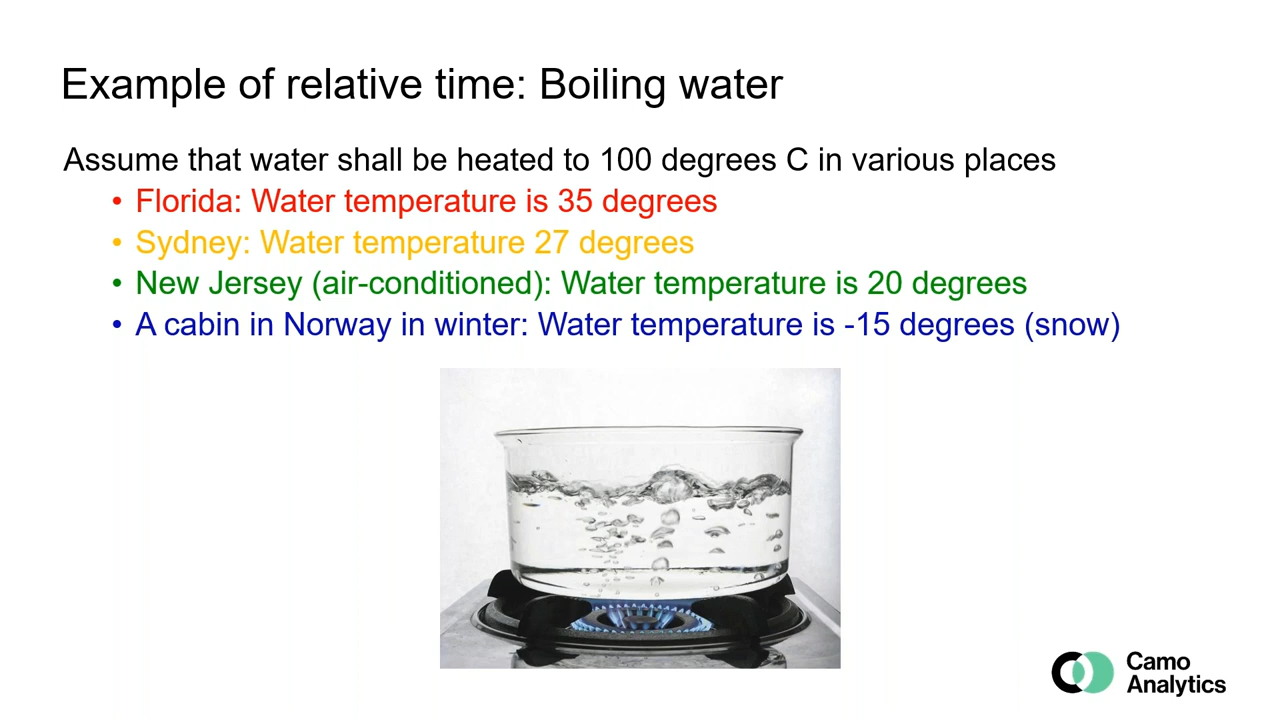 Example of relative time: Boiling water
Assume that water shall be heated to 100 degrees C in various places
• Florida: Water temperature is 35 degrees
• Sydney: Water temperature 27 degrees
• New Jersey (air-conditioned): Water temperature is 20 degrees
• A cabin in Norway in winter: Water temperature is -15 degrees (snow)
Camo
Analytics